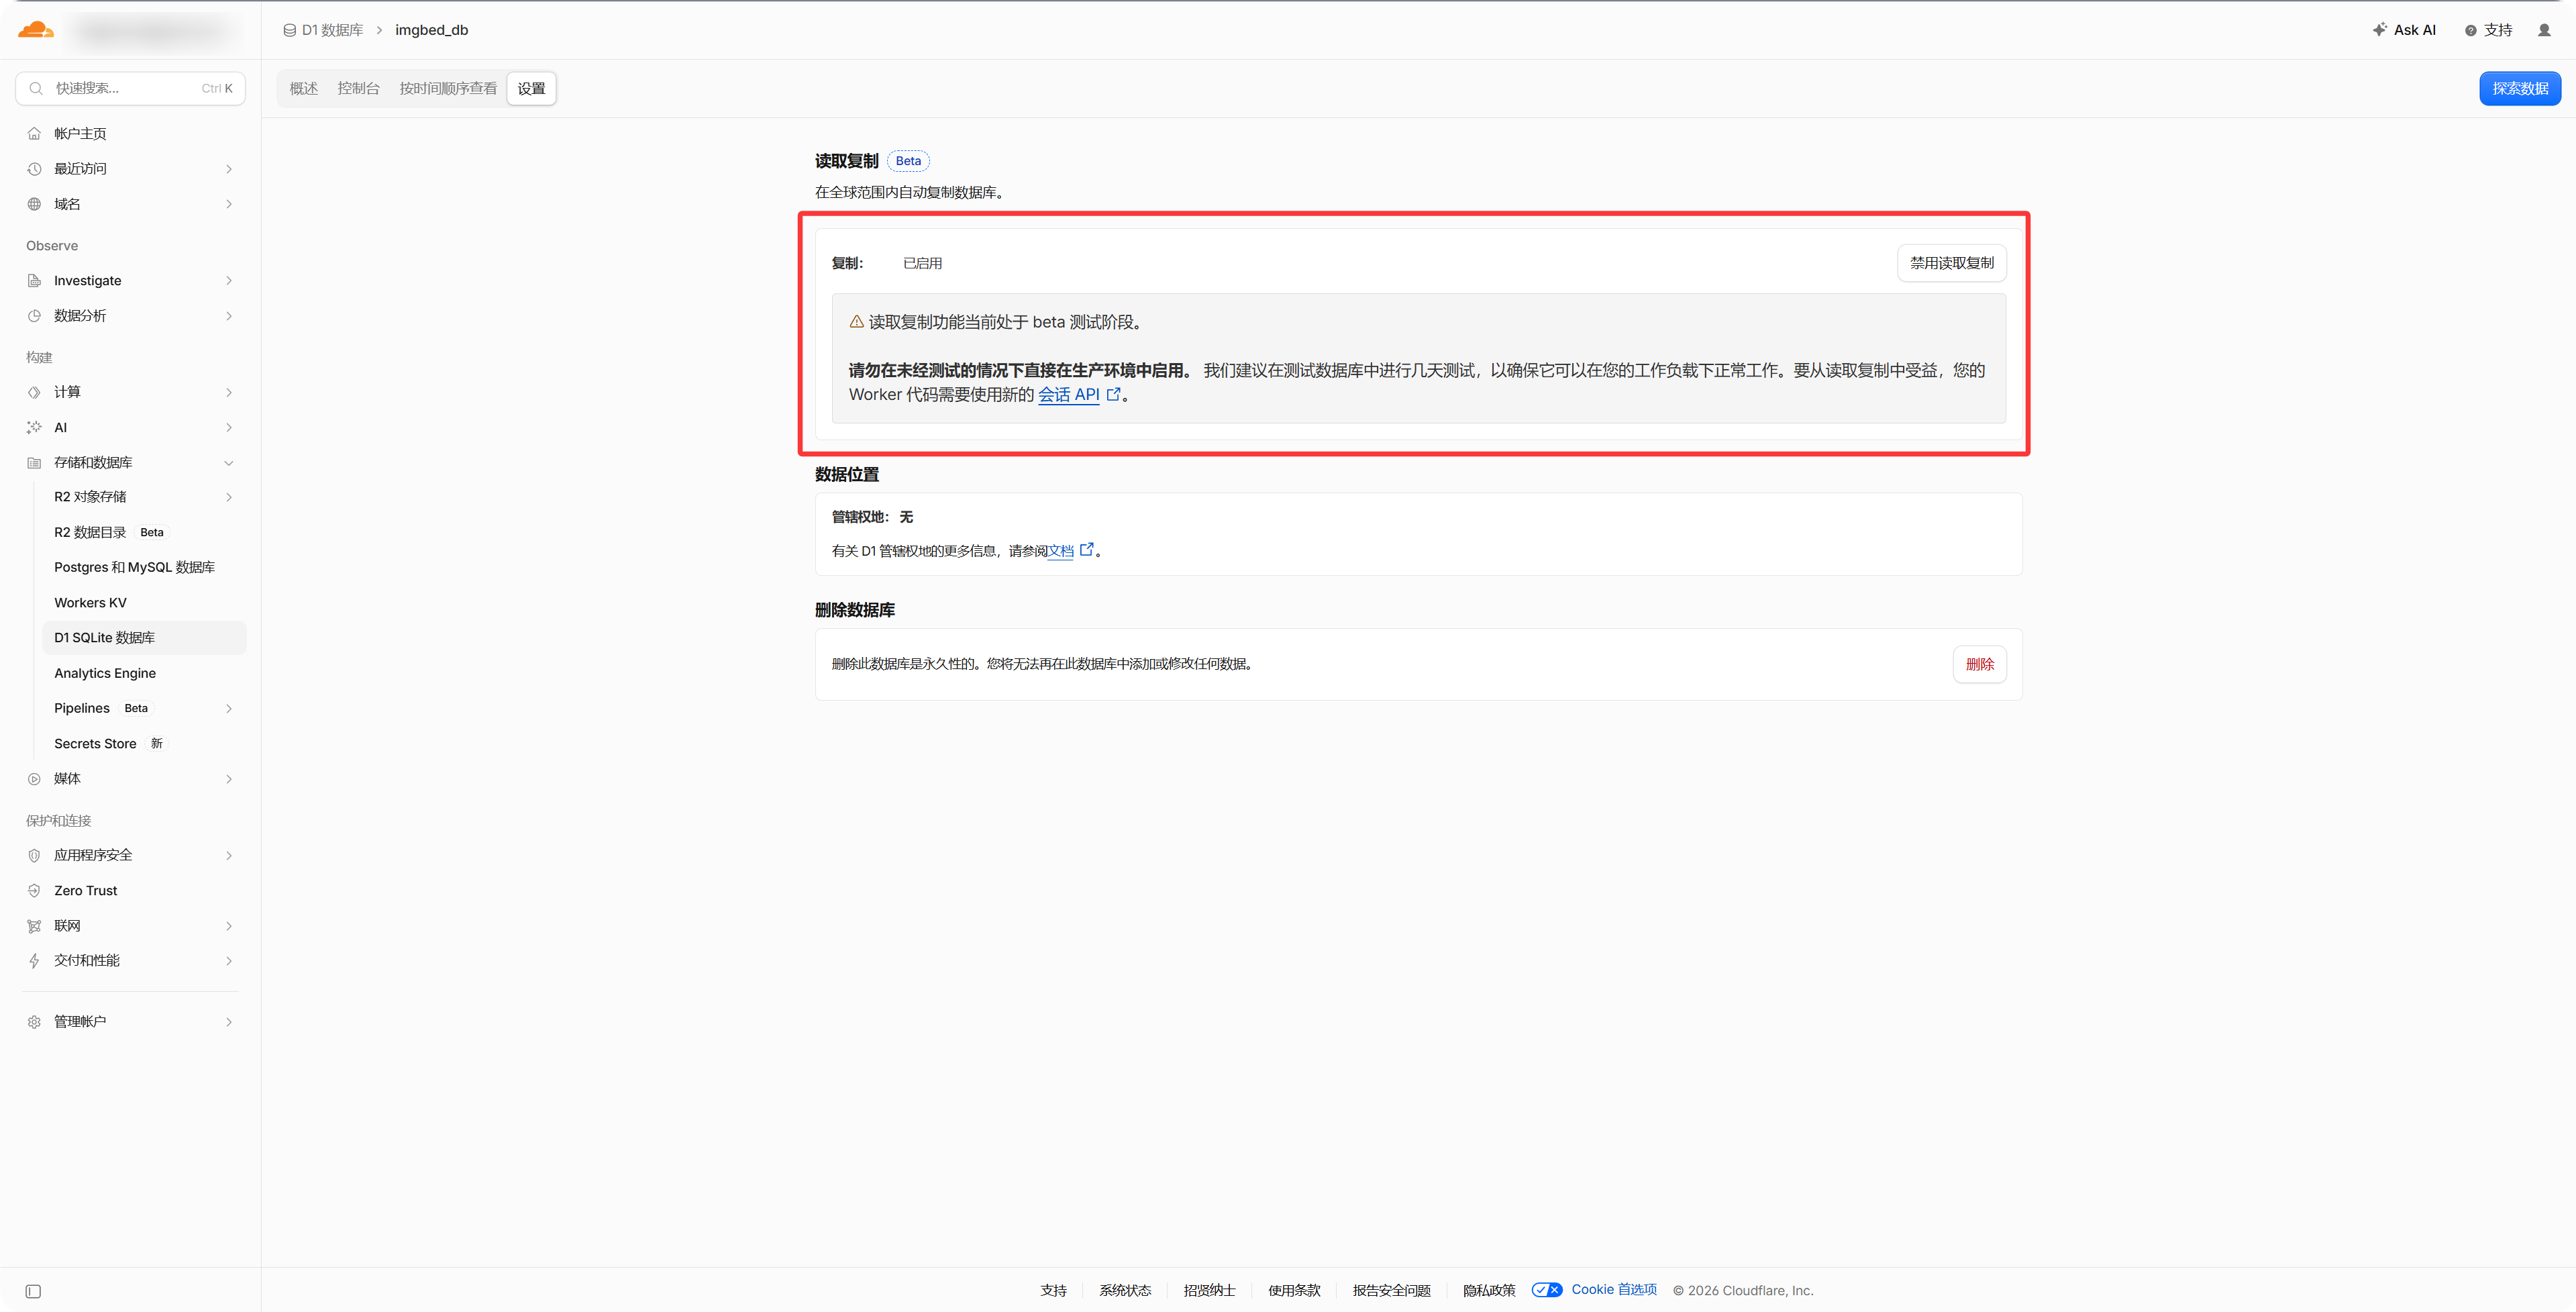 D1 数据库 > imgbed_db
Ask AI
支持
快速搜索... Ctrl K
概述 控制台 按时间顺序查看 设置
探索数据
帐户主页
最近访问
域名
Observe
Investigate
数据分析
构建
计算
AI
存储和数据库
R2 对象存储
R2 数据目录 Beta
Postgres 和 MySQL 数据库
Workers KV
D1 SQLite 数据库
Analytics Engine
Pipelines Beta
Secrets Store 新
媒体
保护和连接
应用程序安全
Zero Trust
联网
交付和性能
管理帐户
读取复制 Beta
在全球范围内自动复制数据库。
复制： 已启用
禁用读取复制
读取复制功能当前处于 beta 测试阶段。
请勿在未经测试的情况下直接在生产环境中启用。 我们建议在测试数据库中进行几天测试，以确保它可以在您的工作负载下正常工作。要从读取复制中受益，您的
Worker 代码需要使用新的 会话 API 。
数据位置
管辖权地： 无
有关 D1 管辖权地的更多信息，请参阅文档 。
删除数据库
删除此数据库是永久性的。您将无法再在此数据库中添加或修改任何数据。
删除
支持 系统状态 招贤纳士 使用条款 报告安全问题 隐私政策 Cookie 首选项 © 2026 Cloudflare, Inc.